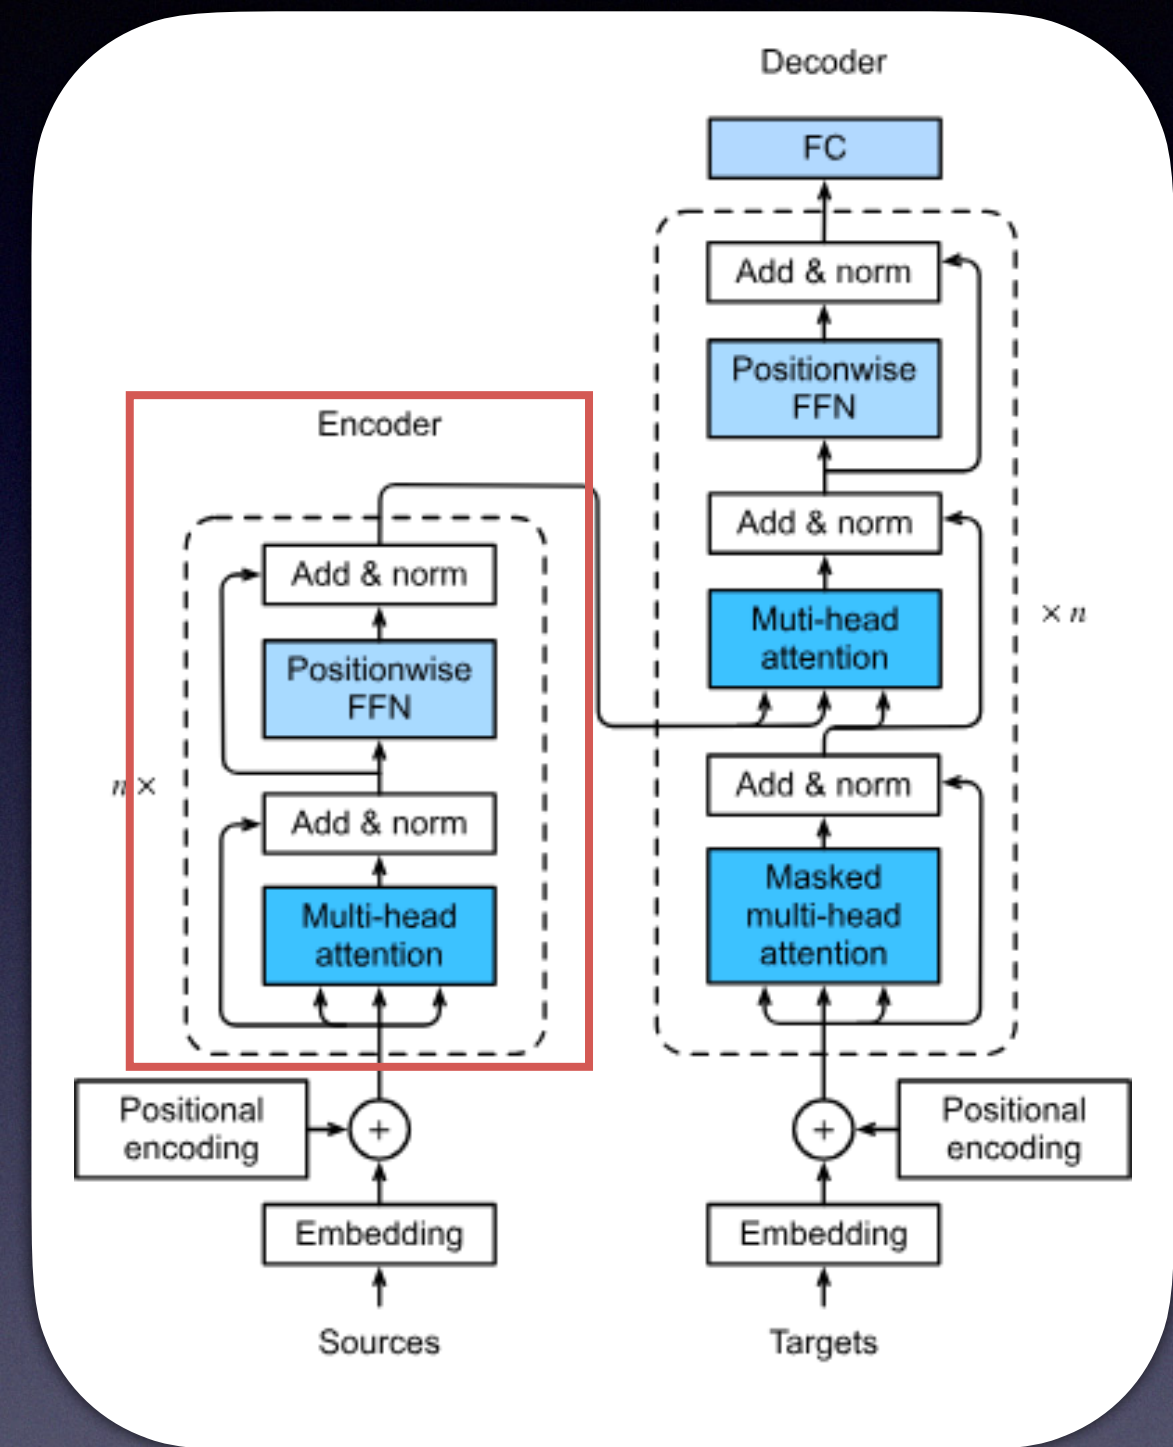 Decoder
FC
Add & norm
Positionwise
FFN
Add & norm
Muti-head
attention
× n
Add & norm
Masked
multi-head
attention
Positional
encoding
+
Embedding
Targets
Encoder
Add & norm
Positionwise
FFN
n ×
Add & norm
Multi-head
attention
Positional
encoding
+
Embedding
Sources